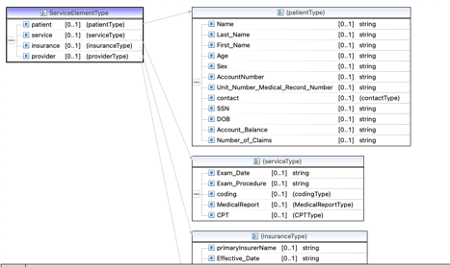 ServiceElementType
patient [0..1] (patientType)
service [0..1] (serviceType)
insurance [0..1] (insuranceType)
provider [0..1] (providerType)
(patientType)
Name [0..1] string
Last_Name [0..1] string
First_Name [0..1] string
Age [0..1] string
Sex [0..1] string
AccountNumber [0..1] string
Unit_Number_Medical_Record_Number [0..1] string
contact [0..1] (contactType)
SSN [0..1] string
DOB [0..1] string
Account_Balance [0..1] string
Number_of_Claims [0..1] string
(serviceType)
Exam_Date [0..1] string
Exam_Procedure [0..1] string
coding [0..1] (codingType)
MedicalReport [0..1] (MedicalReportType)
CPT [0..1] (CPTType)
(insuranceType)
primaryInsurerName [0..1] string
Effective_Date [0..1] string